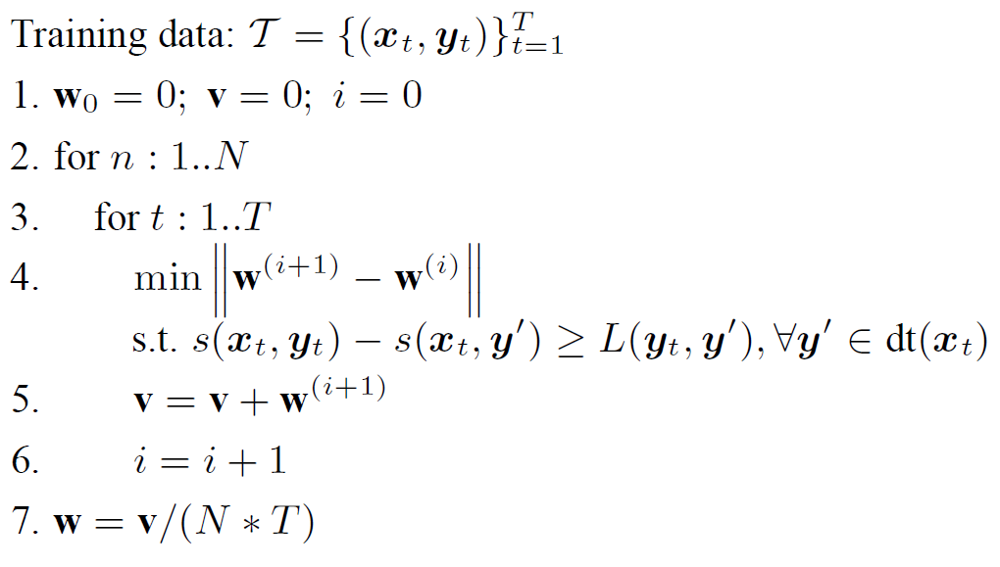 Training data: $\mathcal{T} = \{(\boldsymbol{x}_t, \boldsymbol{y}_t)\}_{t=1}^{T}$
1. $\mathbf{w}_0 = 0;\ \mathbf{v} = 0;\ i = 0$
2. for $n : 1..N$
3. for $t : 1..T$
4. $\min \left\| \mathbf{w}^{(i+1)} - \mathbf{w}^{(i)} \right\|$
s.t. $s(\boldsymbol{x}_t, \boldsymbol{y}_t) - s(\boldsymbol{x}_t, \boldsymbol{y}') \geq L(\boldsymbol{y}_t, \boldsymbol{y}'), \forall \boldsymbol{y}' \in \mathrm{dt}(\boldsymbol{x}_t)$
5. $\mathbf{v} = \mathbf{v} + \mathbf{w}^{(i+1)}$
6. $i = i + 1$
7. $\mathbf{w} = \mathbf{v}/(N * T)$